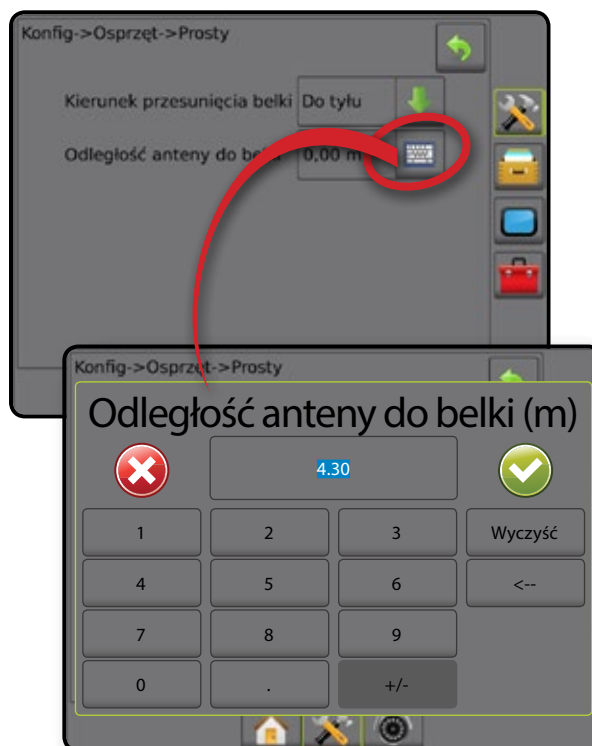 Konfig->Osprzęt->Prosty
Kierunek przesunięcia belki Do tyłu
Odległość anteny do belki 0,00 m
Konfig->Osprzęt->Prosty
Odległość anteny do belki (m)
4.30
1 2 3 Wyczyść
4 5 6 <--
7 8 9
0 . +/-